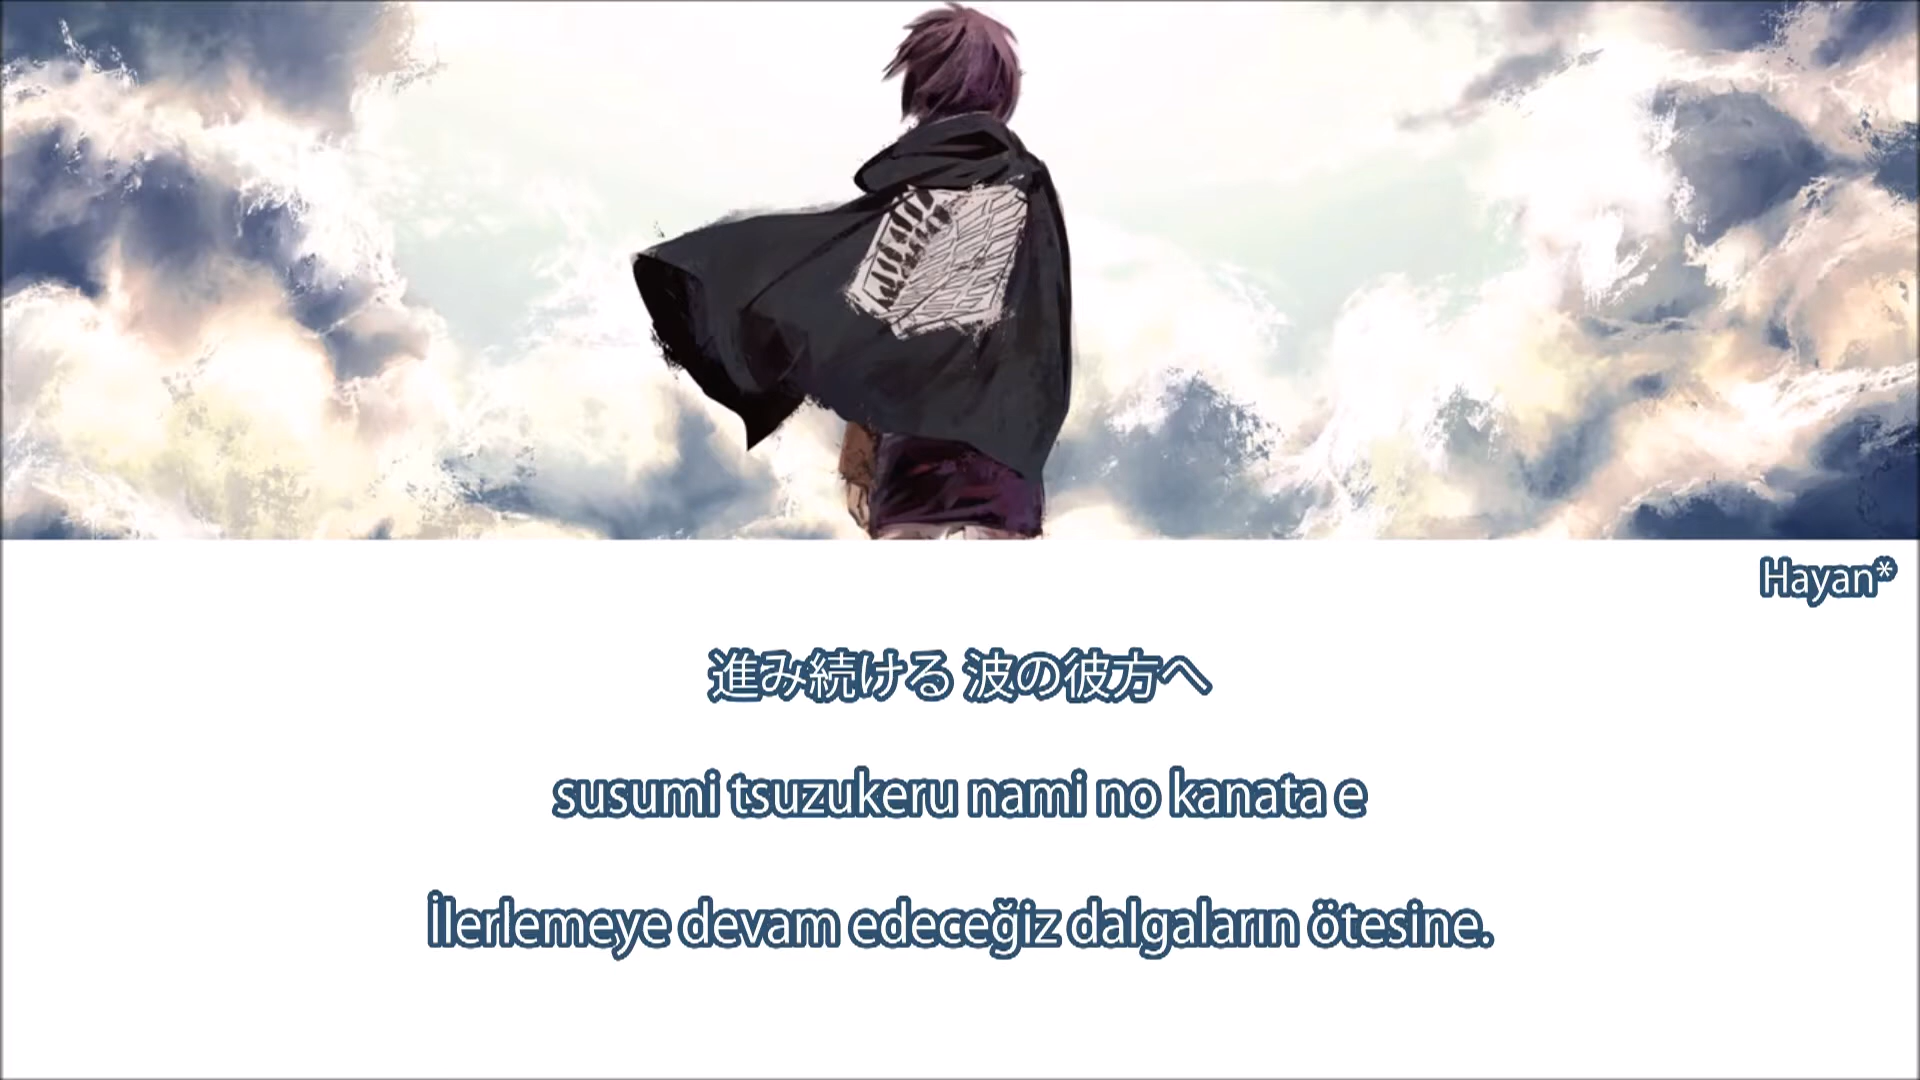 Hayan*
進み続ける 波の彼方へ
susumi tsuzukeru nami no kanata e
İlerlemeye devam edeceğiz dalgaların ötesine.